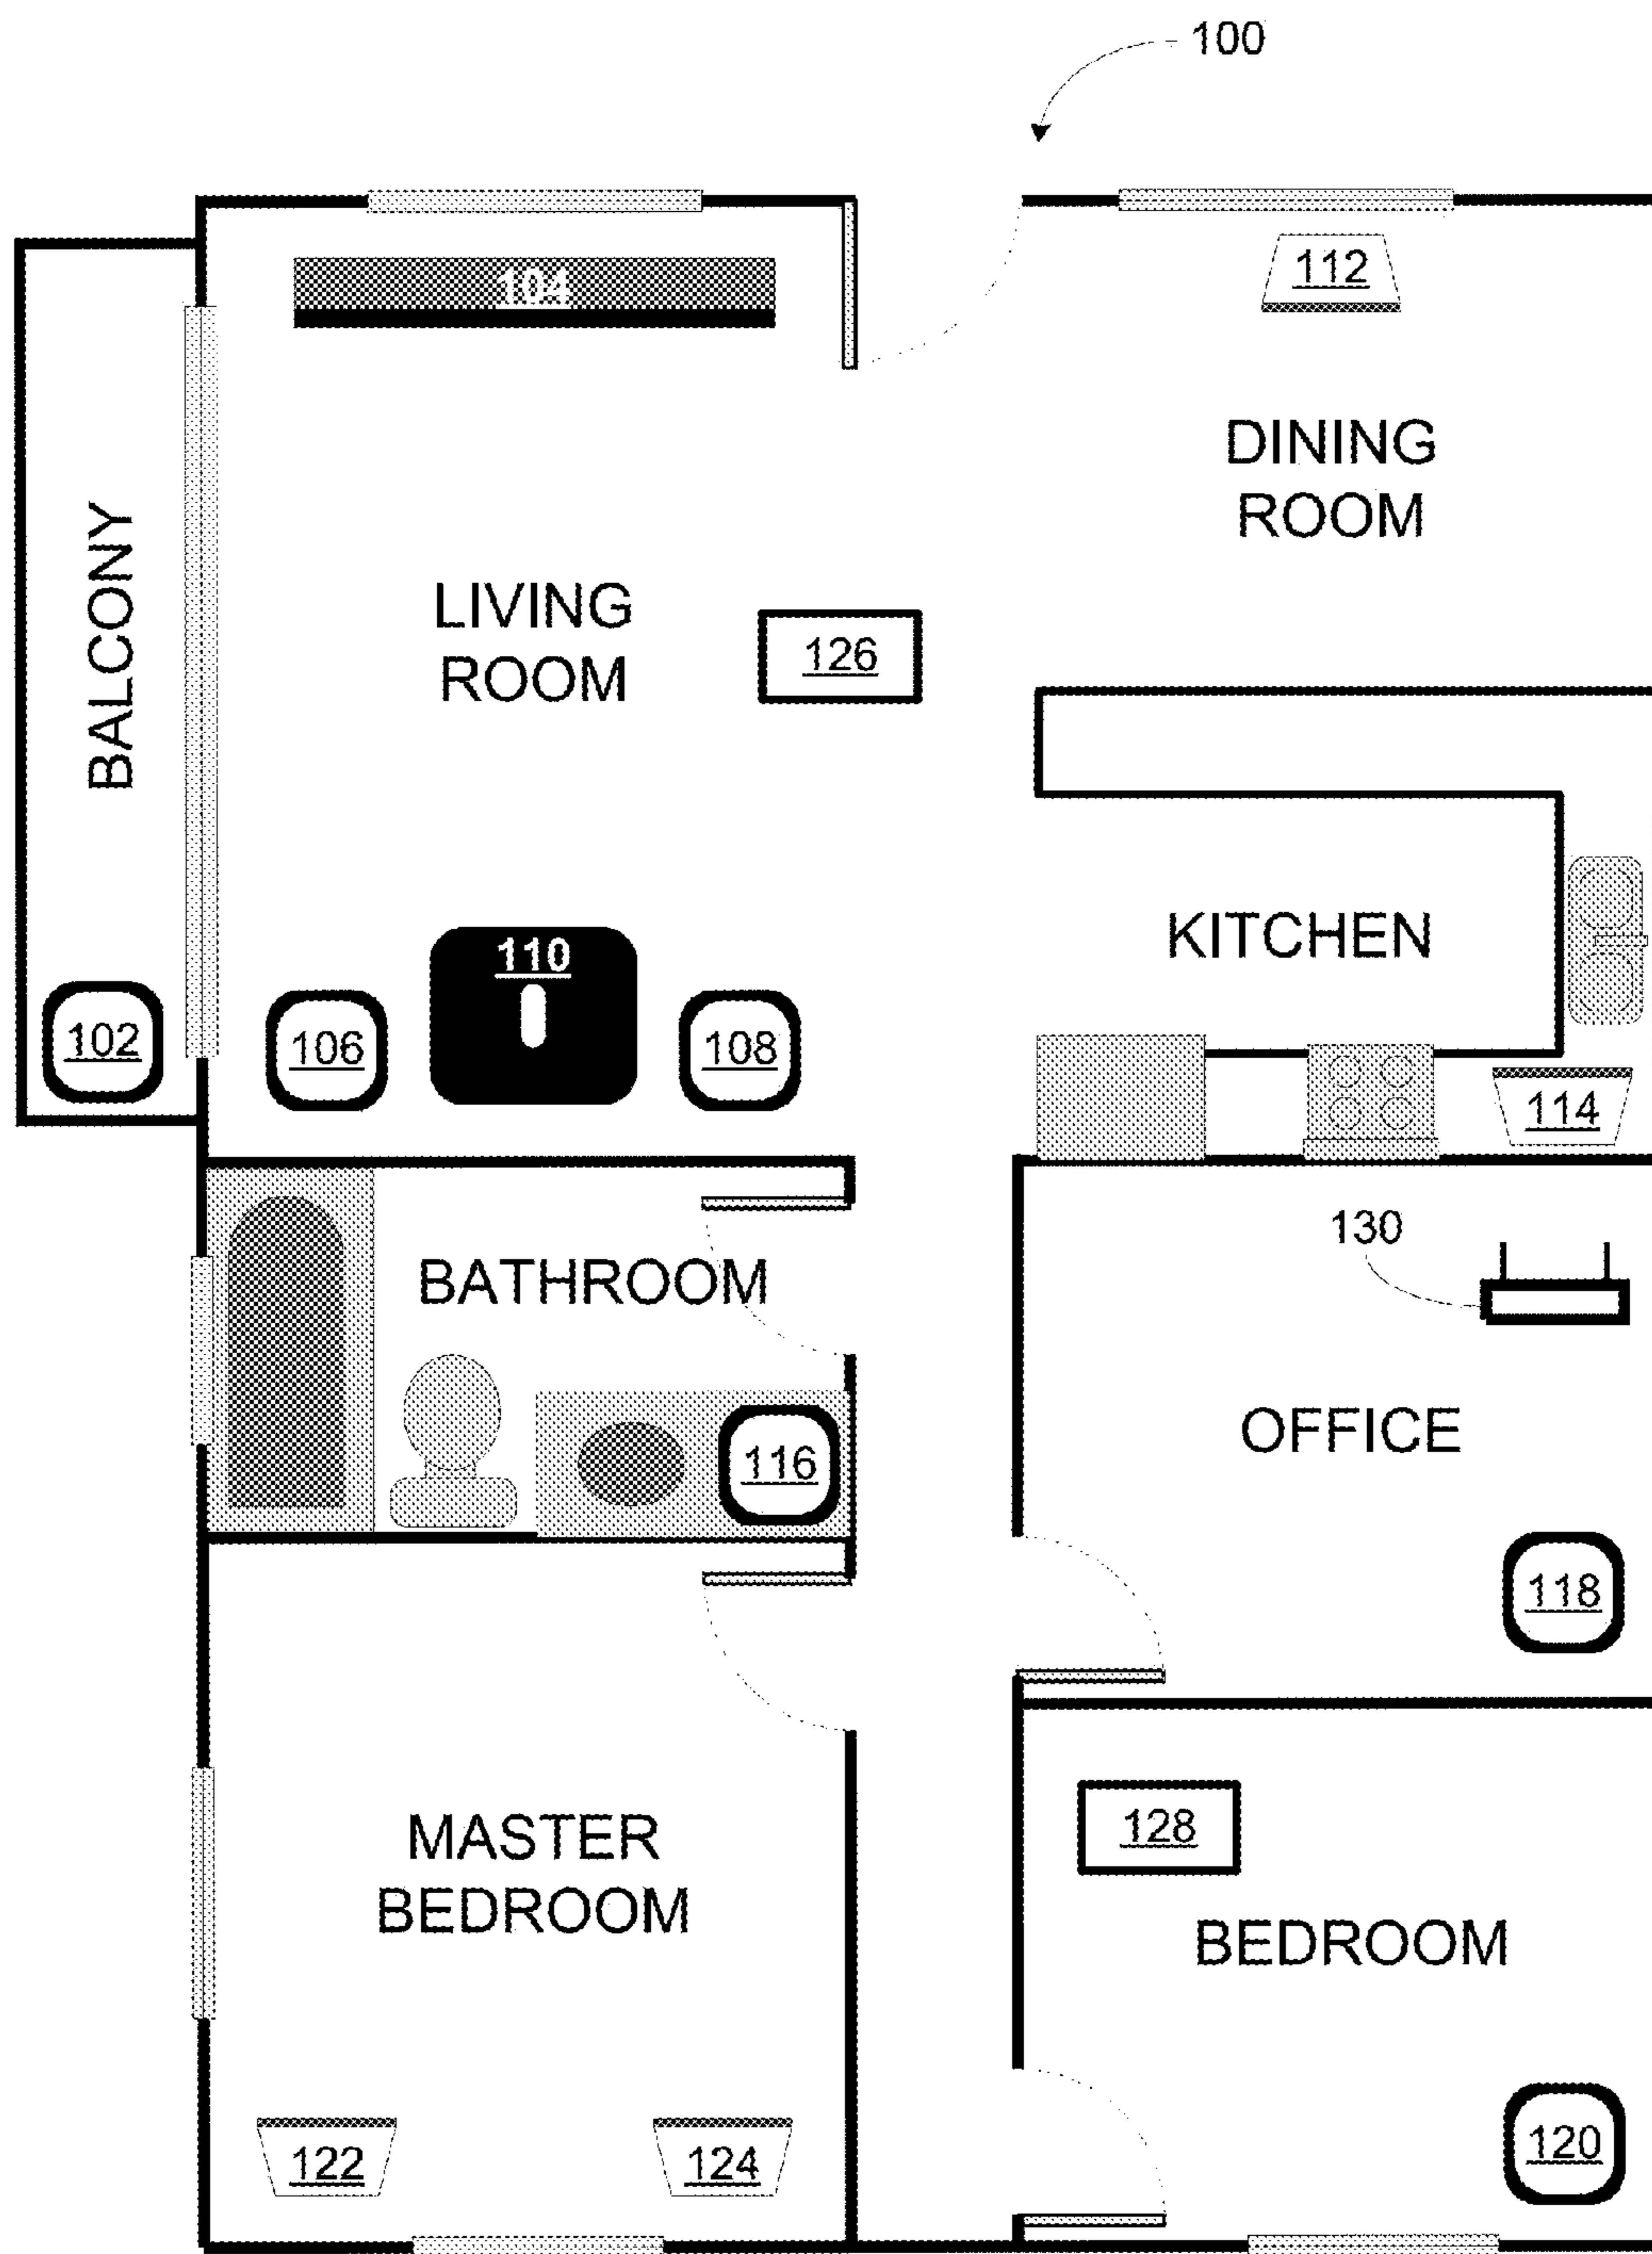 100
104
112
DINING
ROOM
BALCONY
LIVING
ROOM
126
KITCHEN
110
102
106
108
114
130
BATHROOM
OFFICE
116
118
MASTER
BEDROOM
128
BEDROOM
122
124
120